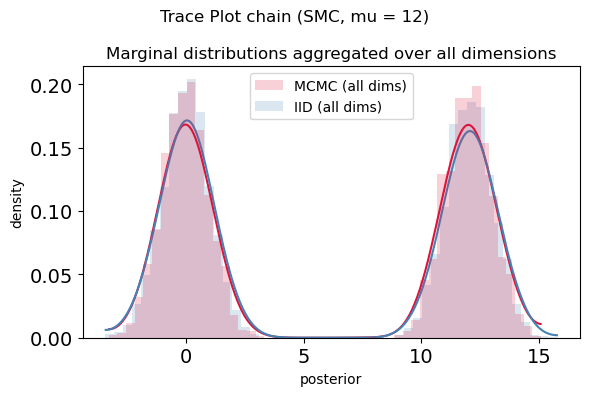 Trace Plot chain (SMC, mu = 12)
Marginal distributions aggregated over all dimensions
MCMC (all dims)
IID (all dims)
density
0.20
0.15
0.10
0.05
0.00
0
5
10
15
posterior